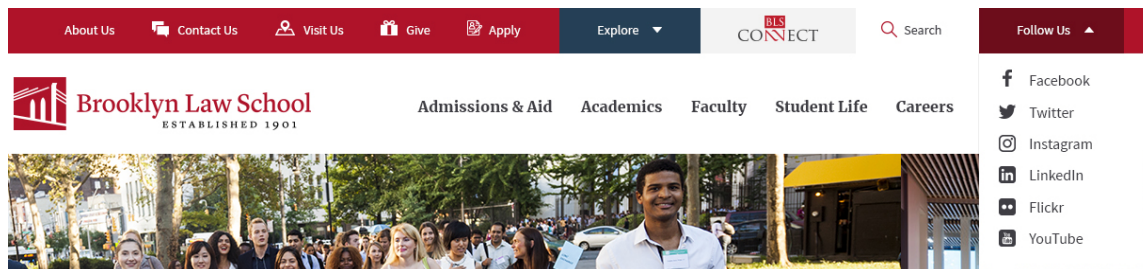 About Us Contact Us Visit Us Give Apply Explore BLS CONNECT Search Follow Us
Brooklyn Law School
ESTABLISHED 1901
Admissions & Aid Academics Faculty Student Life Careers
Facebook
Twitter
Instagram
LinkedIn
Flickr
YouTube